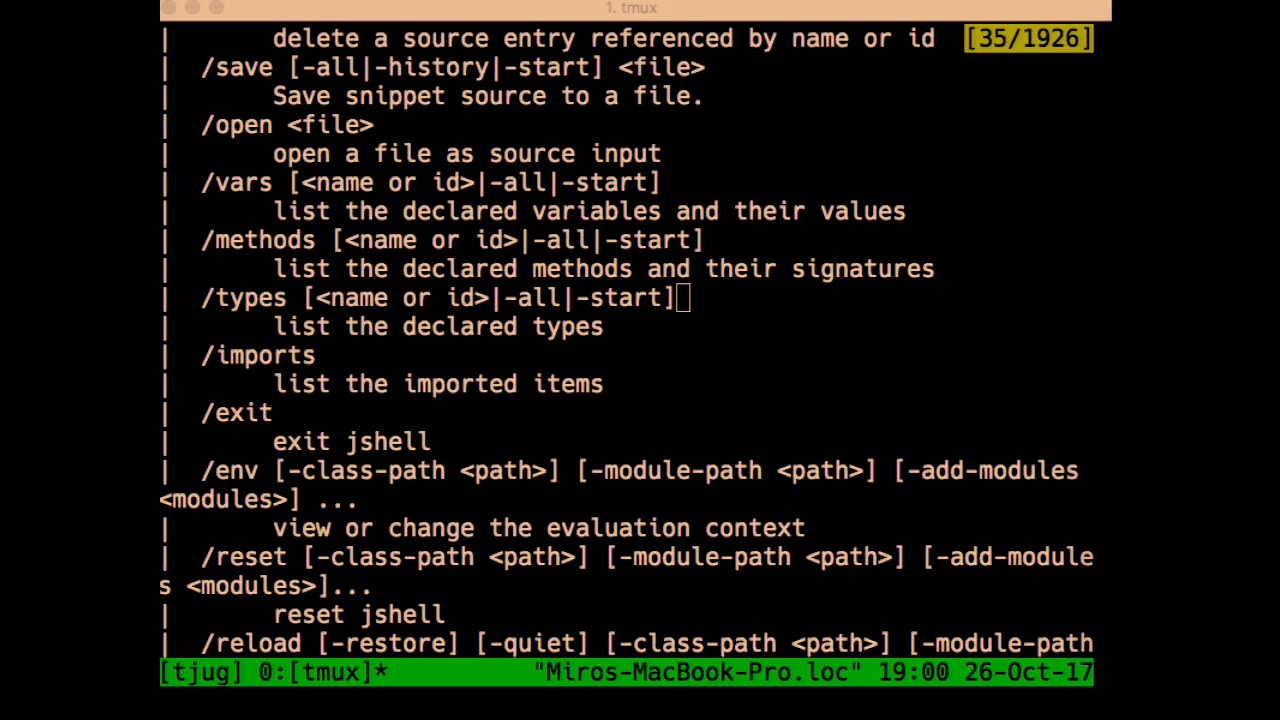 1. tmux
| delete a source entry referenced by name or id [35/1926]
| /save [-all|-history|-start] <file>
| Save snippet source to a file.
| /open <file>
| open a file as source input
| /vars [<name or id>|-all|-start]
| list the declared variables and their values
| /methods [<name or id>|-all|-start]
| list the declared methods and their signatures
| /types [<name or id>|-all|-start]
| list the declared types
| /imports
| list the imported items
| /exit
| exit jshell
| /env [-class-path <path>] [-module-path <path>] [-add-modules
<modules>] ...
| view or change the evaluation context
| /reset [-class-path <path>] [-module-path <path>] [-add-module
s <modules>]...
| reset jshell
| /reload [-restore] [-quiet] [-class-path <path>] [-module-path
[tjug] 0:[tmux]* "Miros-MacBook-Pro.loc" 19:00 26-Oct-17